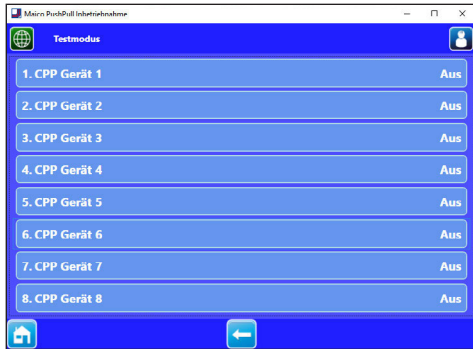 Maico PushPull Inbetriebnahme
Testmodus
1. CPP Gerät 1 Aus
2. CPP Gerät 2 Aus
3. CPP Gerät 3 Aus
4. CPP Gerät 4 Aus
5. CPP Gerät 5 Aus
6. CPP Gerät 6 Aus
7. CPP Gerät 7 Aus
8. CPP Gerät 8 Aus